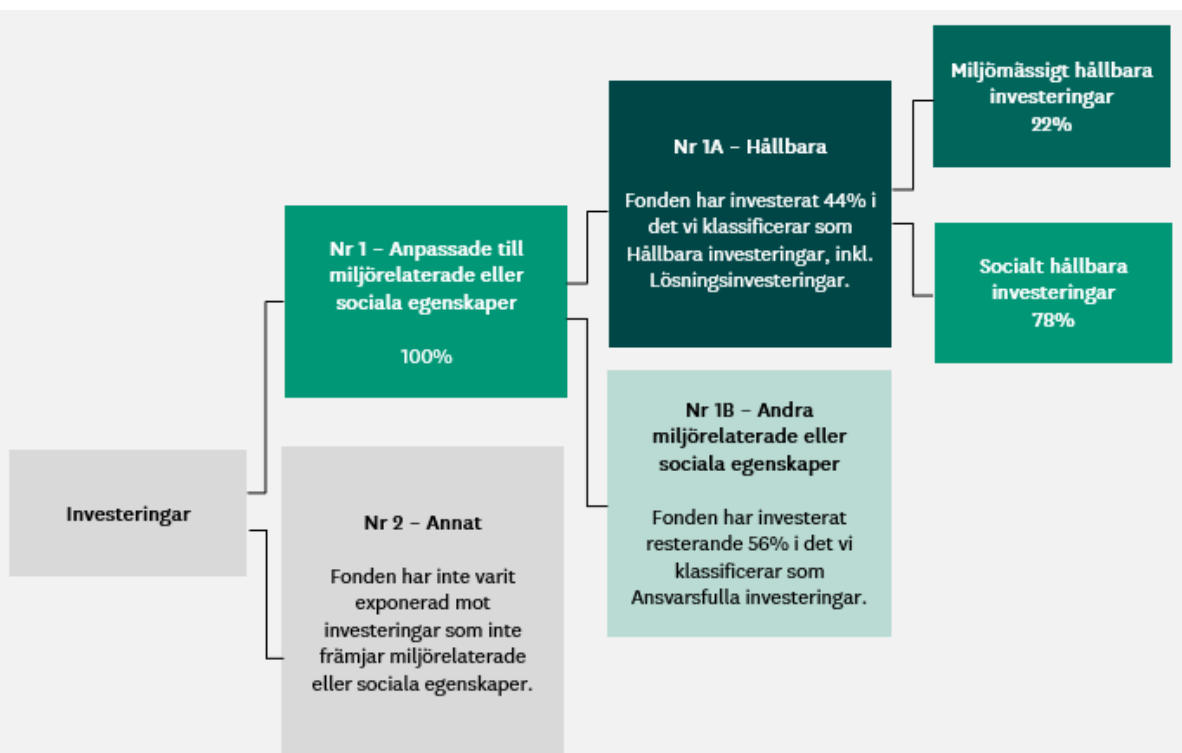 Investeringar
Nr 1 – Anpassade till
miljörelaterade eller
sociala egenskaper
100%
Nr 2 – Annat
Fonden har inte varit
exponerad mot
investeringar som inte
främjar miljörelaterade
eller sociala egenskaper.
Nr 1A – Hållbara
Fonden har investerat 44% i
det vi klassificerar som
Hållbara investeringar, inkl.
Lösningsinvesteringar.
Nr 1B – Andra
miljörelaterade eller
sociala egenskaper
Fonden har investerat
resterande 56% i det vi
klassificerar som
Ansvarsfulla investeringar.
Miljömässigt hållbara
investeringar
22%
Socialt hållbara
investeringar
78%